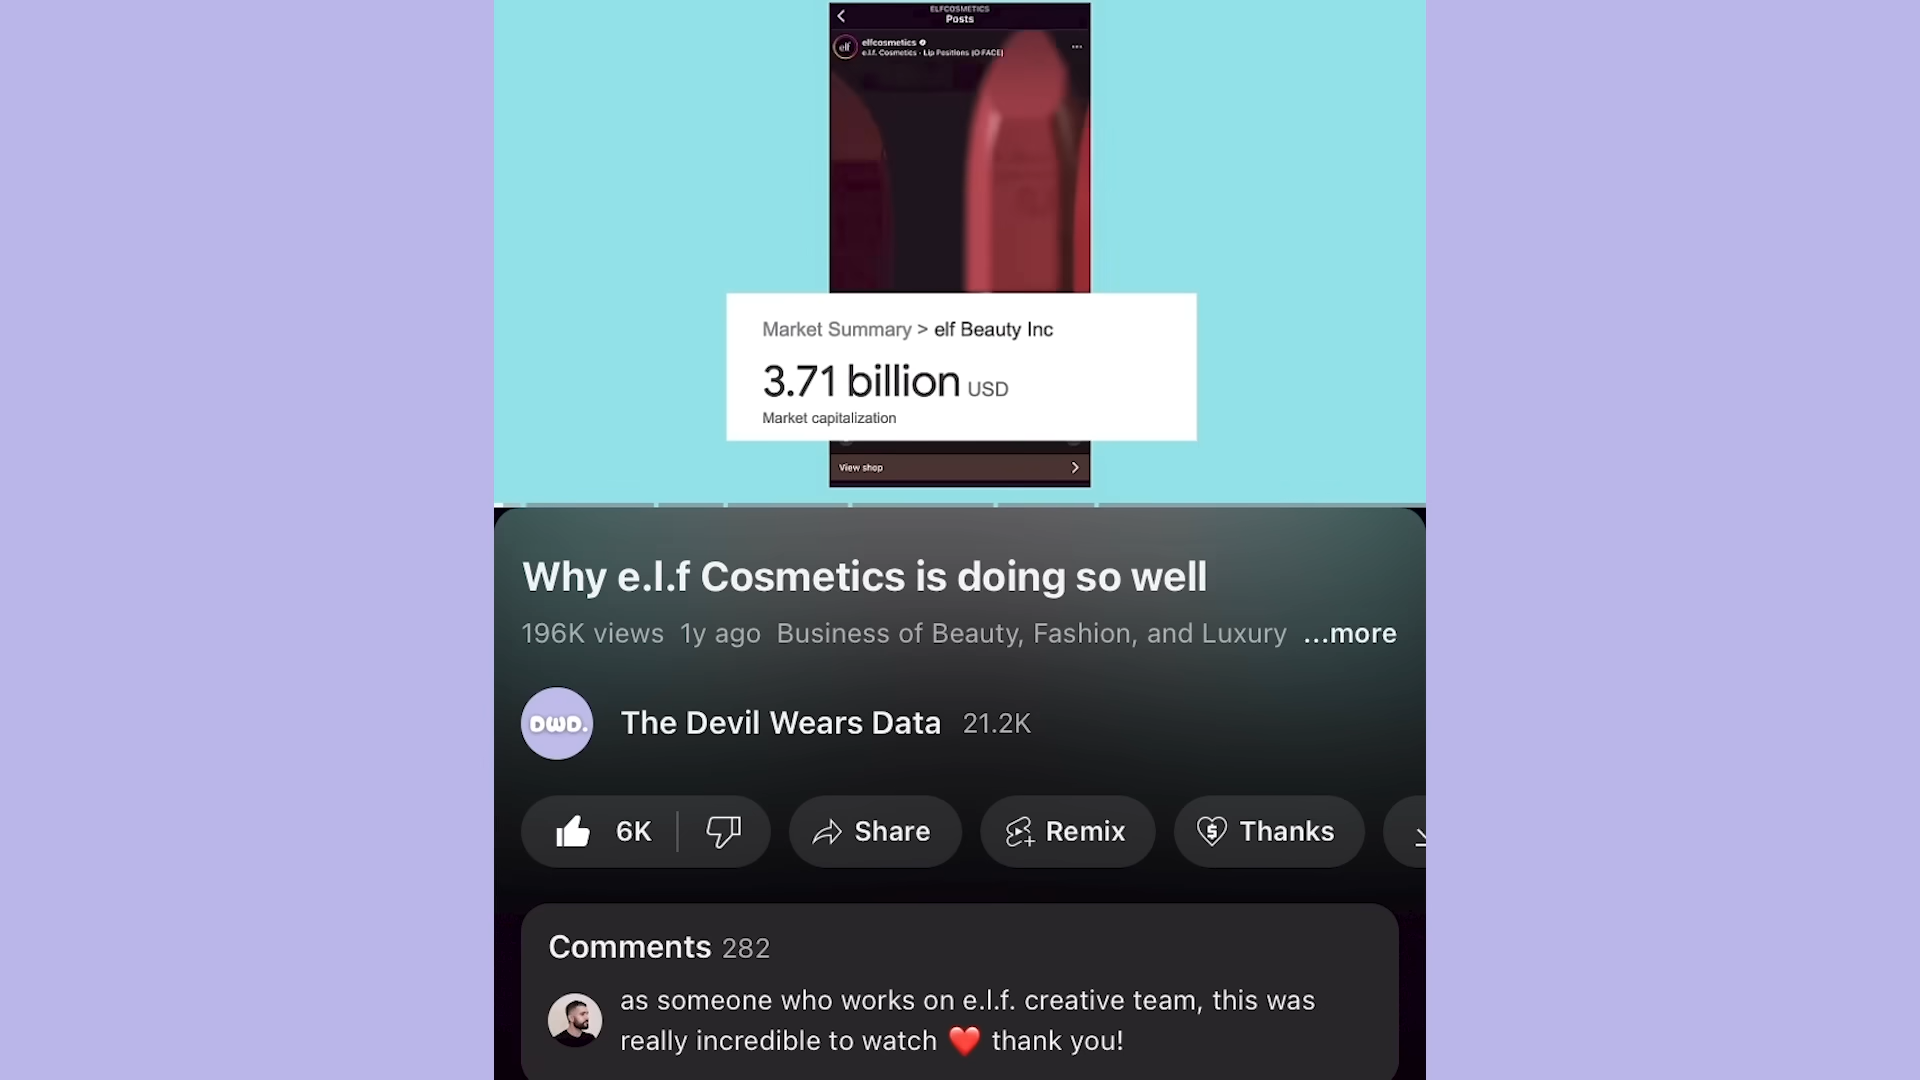 ELFCOSMETICS
Posts
elf
elfcosmetics
e.l.f. Cosmetics · Lip Positions (O FACE)
Market Summary > elf Beauty Inc
3.71 billion USD
Market capitalization
View shop
Why e.l.f Cosmetics is doing so well
196K views 1y ago Business of Beauty, Fashion, and Luxury ...more
DWD.
The Devil Wears Data 21.2K
6K
Share
Remix
Thanks
Comments 282
as someone who works on e.l.f. creative team, this was
really incredible to watch ❤️ thank you!